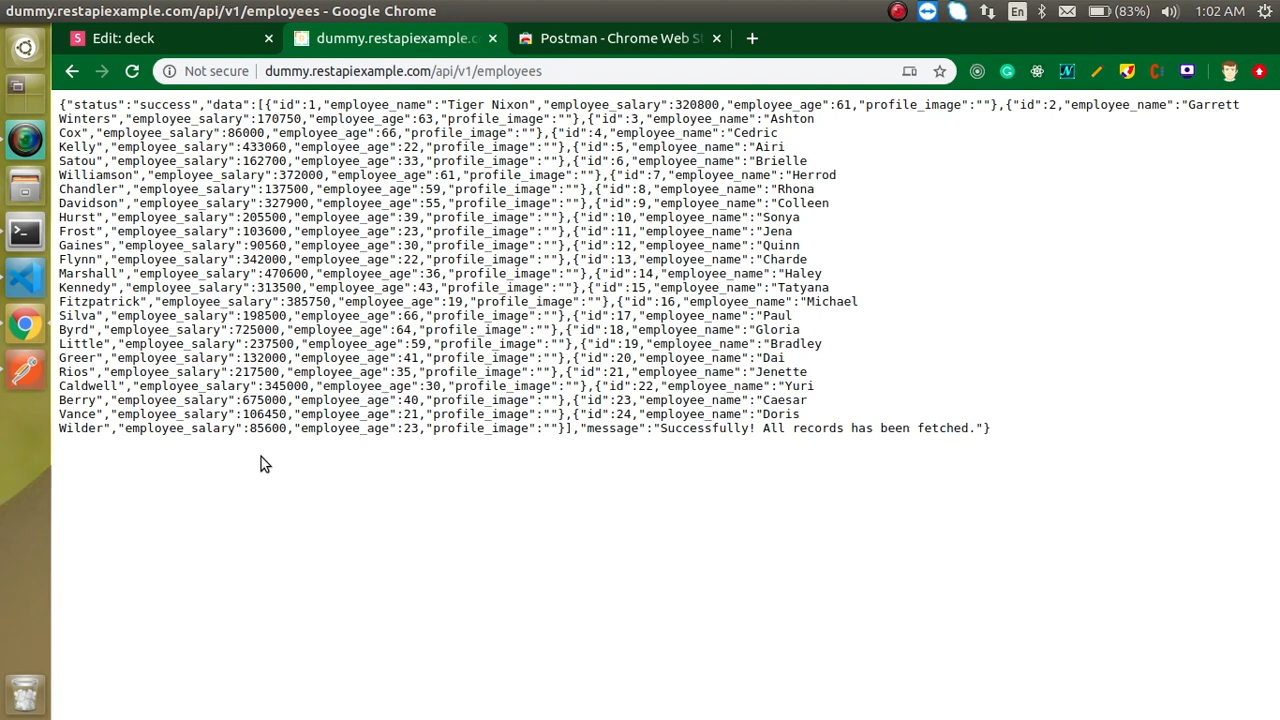 dummy.restapiexample.com/api/v1/employees - Google Chrome
En
(83%)
1:02 AM
Edit: deck
dummy.restapiexample.c
Postman - Chrome Web St
Not secure
dummy.restapiexample.com/api/v1/employees
{"status":"success","data":[{"id":1,"employee_name":"Tiger Nixon","employee_salary":320800,"employee_age":61,"profile_image":""},{"id":2,"employee_name":"Garrett
Winters","employee_salary":170750,"employee_age":63,"profile_image":""},{"id":3,"employee_name":"Ashton
Cox","employee_salary":86000,"employee_age":66,"profile_image":""},{"id":4,"employee_name":"Cedric
Kelly","employee_salary":433060,"employee_age":22,"profile_image":""},{"id":5,"employee_name":"Airi
Satou","employee_salary":162700,"employee_age":33,"profile_image":""},{"id":6,"employee_name":"Brielle
Williamson","employee_salary":372000,"employee_age":61,"profile_image":""},{"id":7,"employee_name":"Herrod
Chandler","employee_salary":137500,"employee_age":59,"profile_image":""},{"id":8,"employee_name":"Rhona
Davidson","employee_salary":327900,"employee_age":55,"profile_image":""},{"id":9,"employee_name":"Colleen
Hurst","employee_salary":205500,"employee_age":39,"profile_image":""},{"id":10,"employee_name":"Sonya
Frost","employee_salary":103600,"employee_age":23,"profile_image":""},{"id":11,"employee_name":"Jena
Gaines","employee_salary":90560,"employee_age":30,"profile_image":""},{"id":12,"employee_name":"Quinn
Flynn","employee_salary":342000,"employee_age":22,"profile_image":""},{"id":13,"employee_name":"Charde
Marshall","employee_salary":470600,"employee_age":36,"profile_image":""},{"id":14,"employee_name":"Haley
Kennedy","employee_salary":313500,"employee_age":43,"profile_image":""},{"id":15,"employee_name":"Tatyana
Fitzpatrick","employee_salary":385750,"employee_age":19,"profile_image":""},{"id":16,"employee_name":"Michael
Silva","employee_salary":198500,"employee_age":66,"profile_image":""},{"id":17,"employee_name":"Paul
Byrd","employee_salary":725000,"employee_age":64,"profile_image":""},{"id":18,"employee_name":"Gloria
Little","employee_salary":237500,"employee_age":59,"profile_image":""},{"id":19,"employee_name":"Bradley
Greer","employee_salary":132000,"employee_age":41,"profile_image":""},{"id":20,"employee_name":"Dai
Rios","employee_salary":217500,"employee_age":35,"profile_image":""},{"id":21,"employee_name":"Jenette
Caldwell","employee_salary":345000,"employee_age":30,"profile_image":""},{"id":22,"employee_name":"Yuri
Berry","employee_salary":675000,"employee_age":40,"profile_image":""},{"id":23,"employee_name":"Caesar
Vance","employee_salary":106450,"employee_age":21,"profile_image":""},{"id":24,"employee_name":"Doris
Wilder","employee_salary":85600,"employee_age":23,"profile_image":""}],"message":"Successfully! All records has been fetched."}